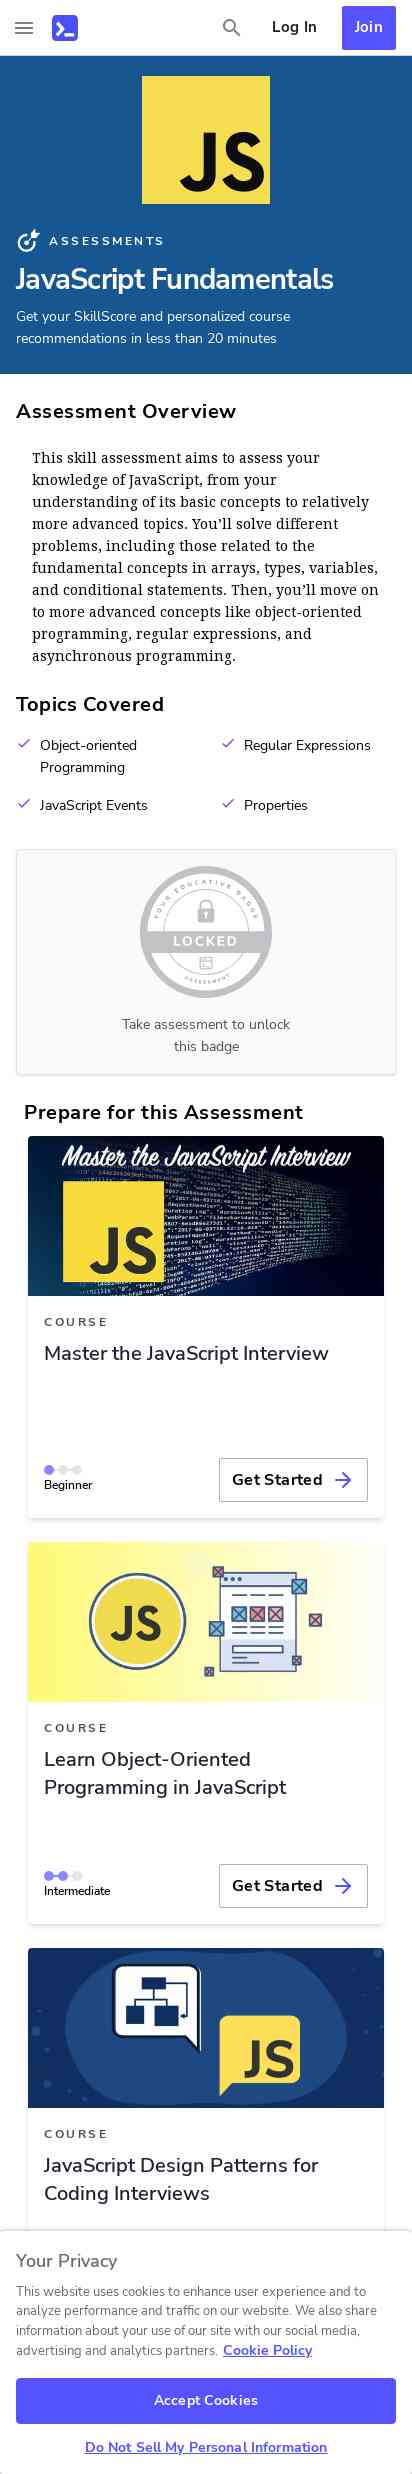 Log In
Join
JS
ASSESSMENTS
JavaScript Fundamentals
Get your SkillScore and personalized course
recommendations in less than 20 minutes
Assessment Overview
This skill assessment aims to assess your
knowledge of JavaScript, from your
understanding of its basic concepts to relatively
more advanced topics. You’ll solve different
problems, including those related to the
fundamental concepts in arrays, types, variables,
and conditional statements. Then, you’ll move on
to more advanced concepts like object-oriented
programming, regular expressions, and
asynchronous programming.
Topics Covered
Object-oriented
Programming
Regular Expressions
JavaScript Events
Properties
YOUR EDUCATIVE BADGE
LOCKED
ASSESSMENT
Take assessment to unlock
this badge
Prepare for this Assessment
Master the JavaScript Interview
JS
COURSE
Master the JavaScript Interview
Beginner
Get Started
JS
COURSE
Learn Object-Oriented
Programming in JavaScript
Intermediate
Get Started
JS
COURSE
JavaScript Design Patterns for
Coding Interviews
Your Privacy
This website uses cookies to enhance user experience and to
analyze performance and traffic on our website. We also share
information about your use of our site with our social media,
advertising and analytics partners. Cookie Policy
Accept Cookies
Do Not Sell My Personal Information